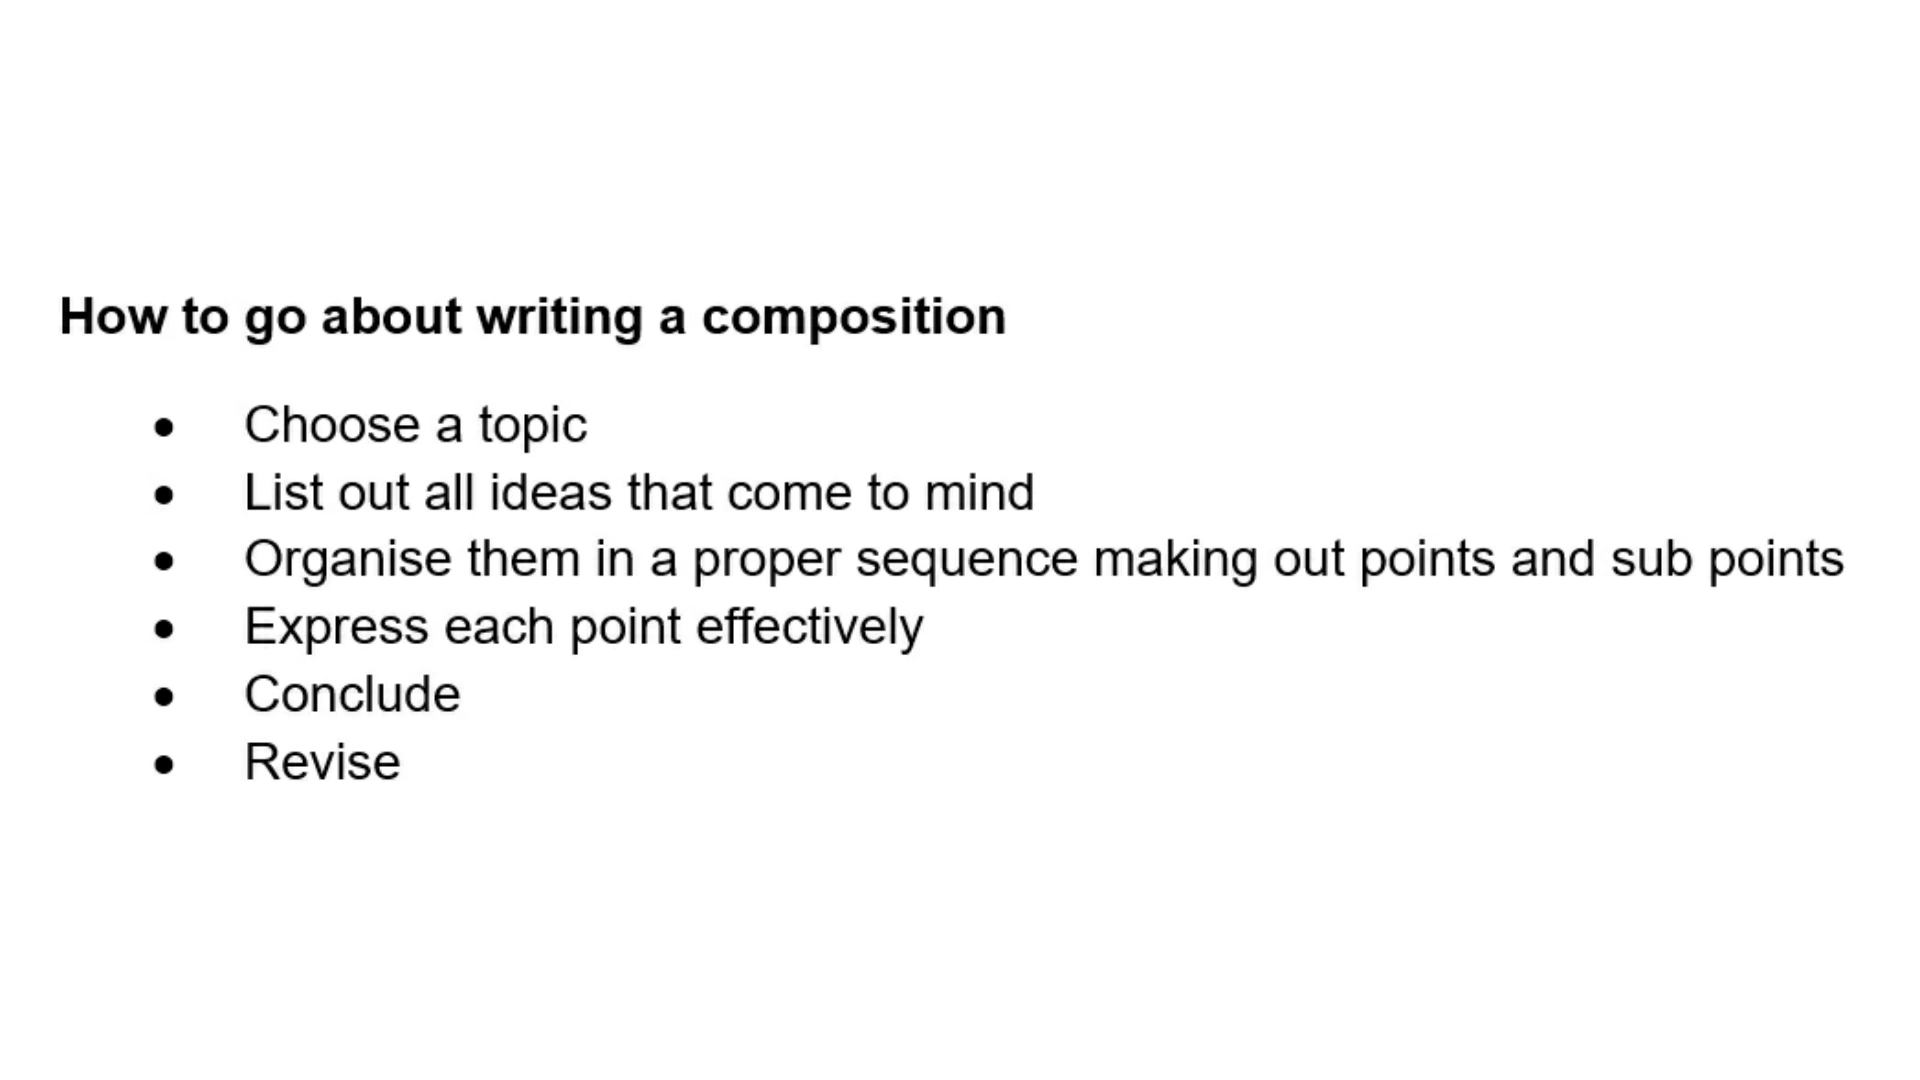 How to go about writing a composition
• Choose a topic
• List out all ideas that come to mind
• Organise them in a proper sequence making out points and sub points
• Express each point effectively
• Conclude
• Revise